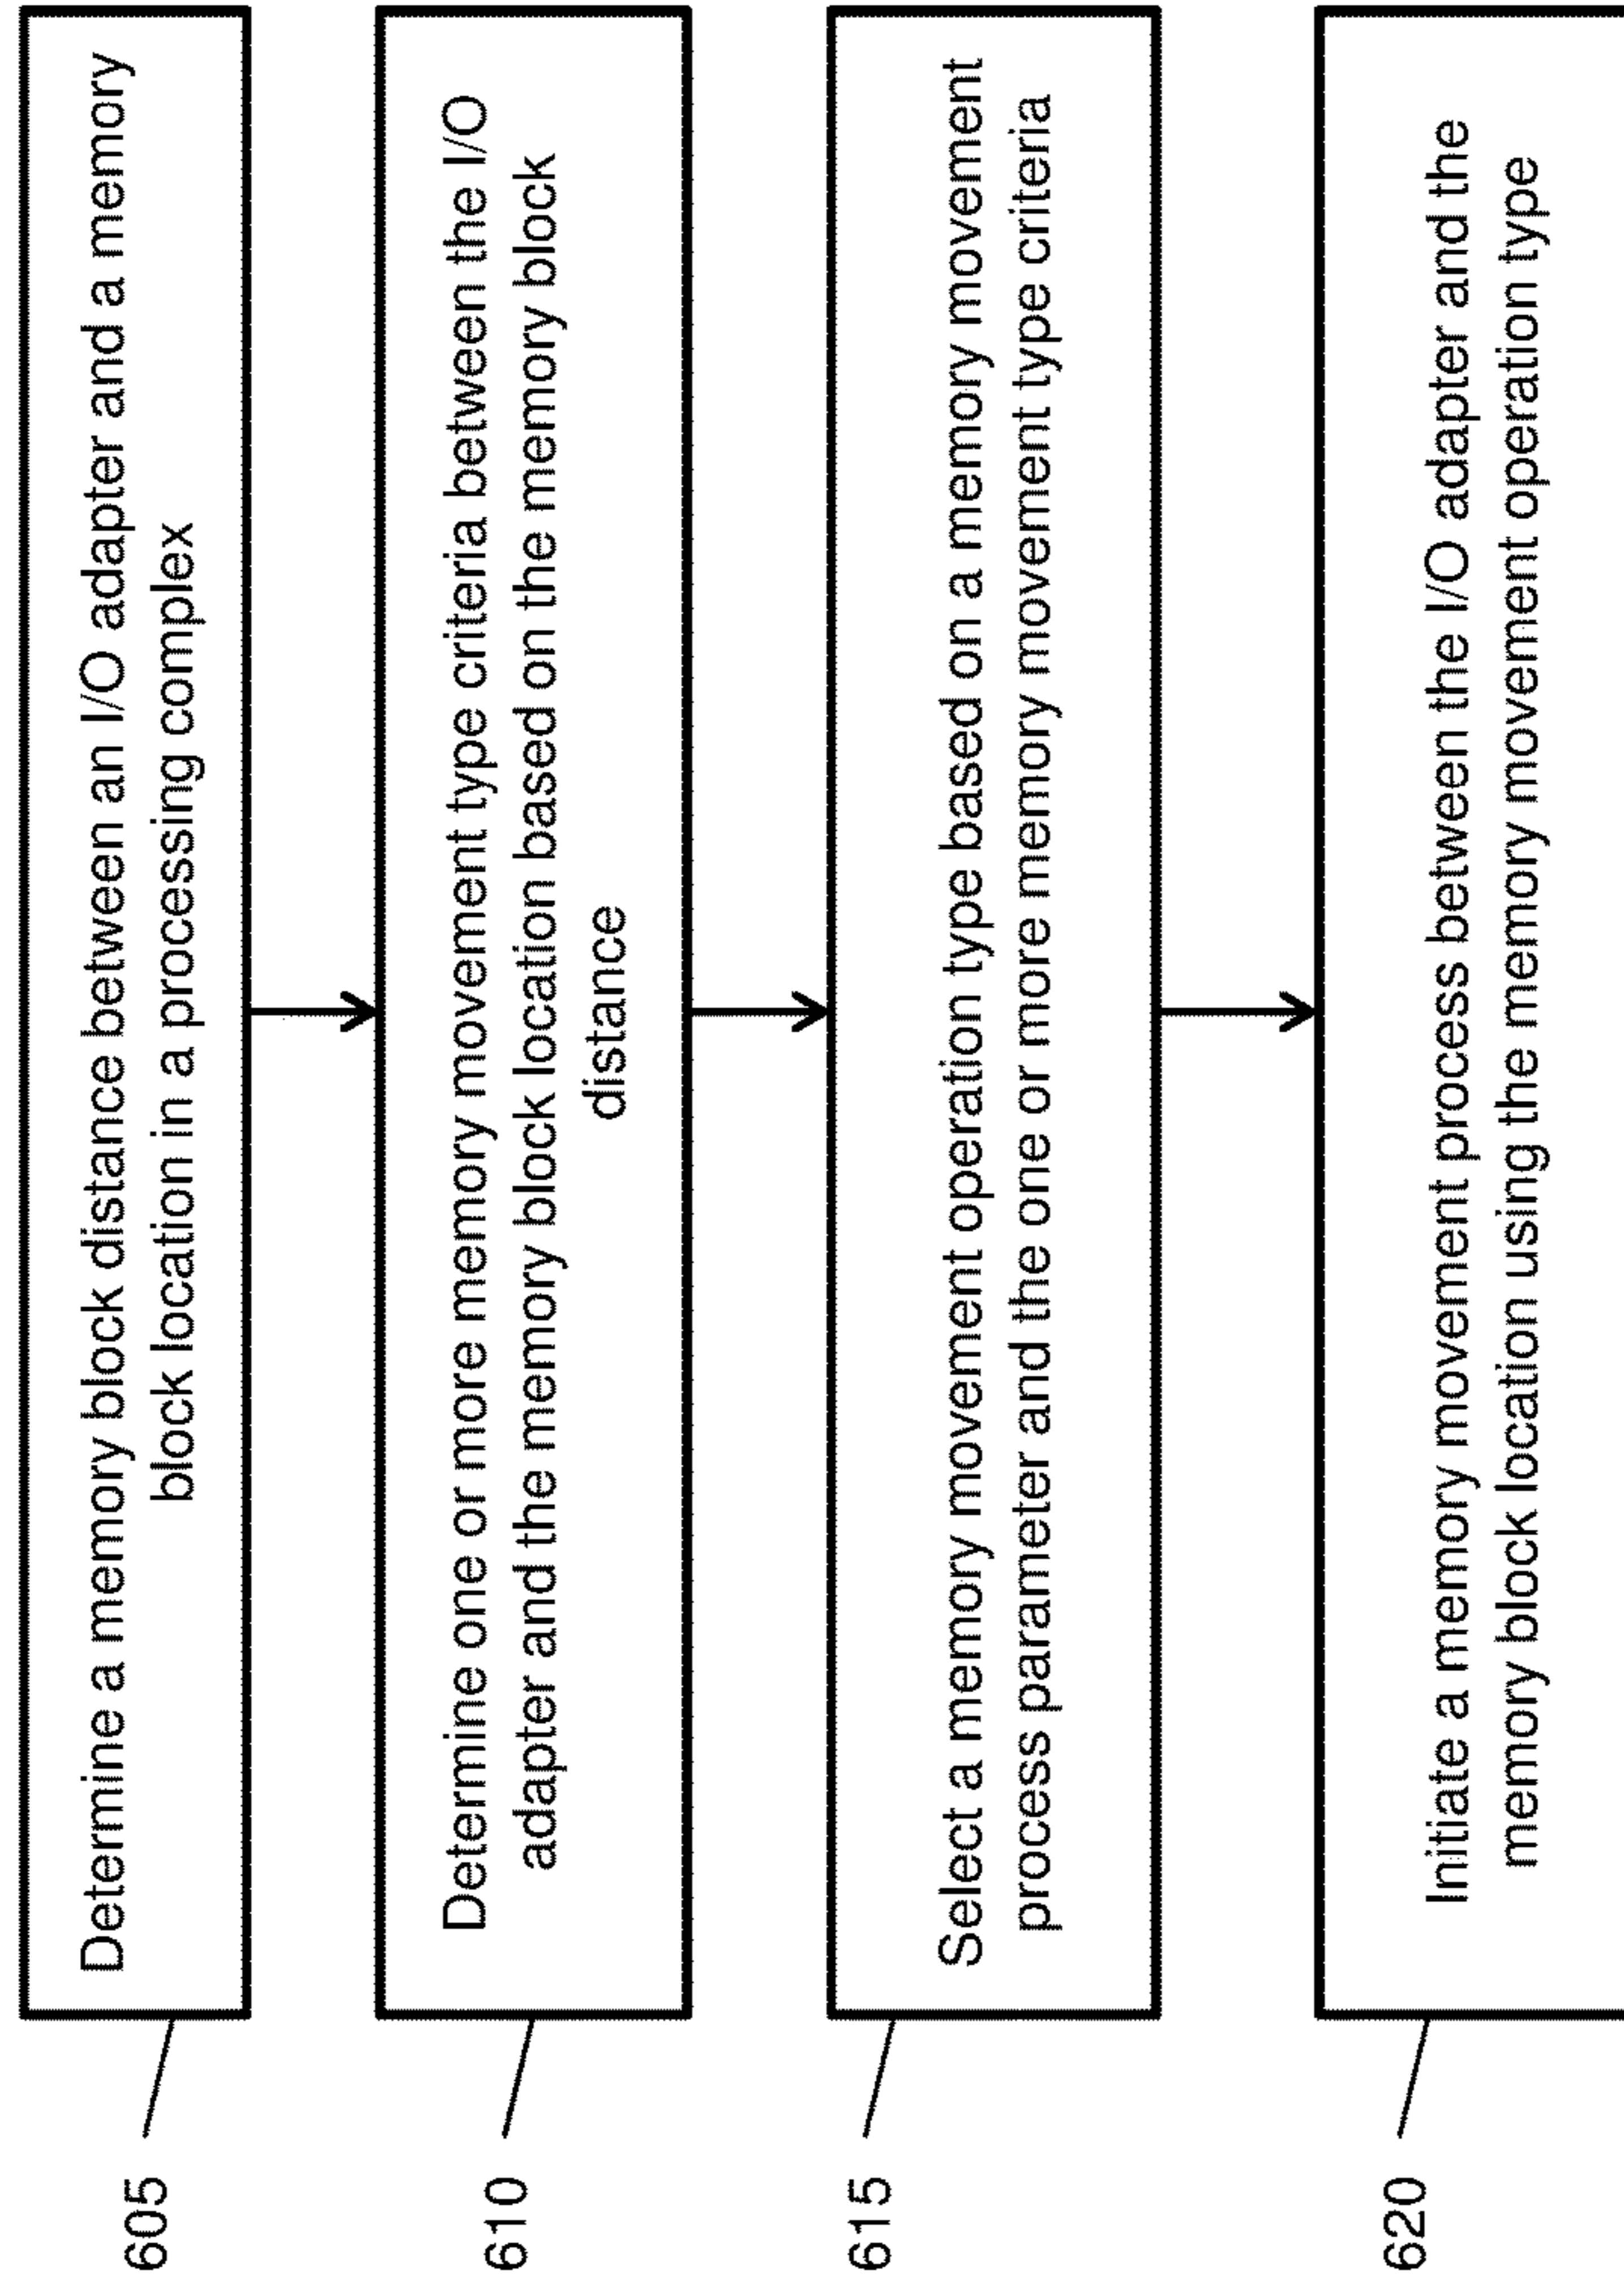 605
Determine a memory block distance between an I/O adapter and a memory
block location in a processing complex
610
Determine one or more memory movement type criteria between the I/O
adapter and the memory block location based on the memory block
distance
615
Select a memory movement operation type based on a memory movement
process parameter and the one or more memory movement type criteria
620
Initiate a memory movement process between the I/O adapter and the
memory block location using the memory movement operation type